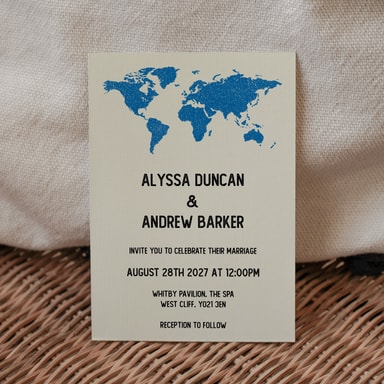 ALYSSA DUNCAN
&
ANDREW BARKER
INVITE YOU TO CELEBRATE THEIR MARRIAGE
AUGUST 28TH 2027 AT 12:00PM
WHITBY PAVILION, THE SPA
WEST CLIFF, YO21 3EN
RECEPTION TO FOLLOW